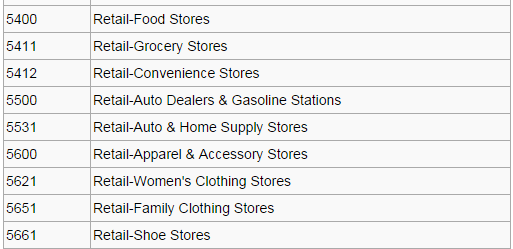 5400 Retail-Food Stores
5411 Retail-Grocery Stores
5412 Retail-Convenience Stores
5500 Retail-Auto Dealers & Gasoline Stations
5531 Retail-Auto & Home Supply Stores
5600 Retail-Apparel & Accessory Stores
5621 Retail-Women's Clothing Stores
5651 Retail-Family Clothing Stores
5661 Retail-Shoe Stores